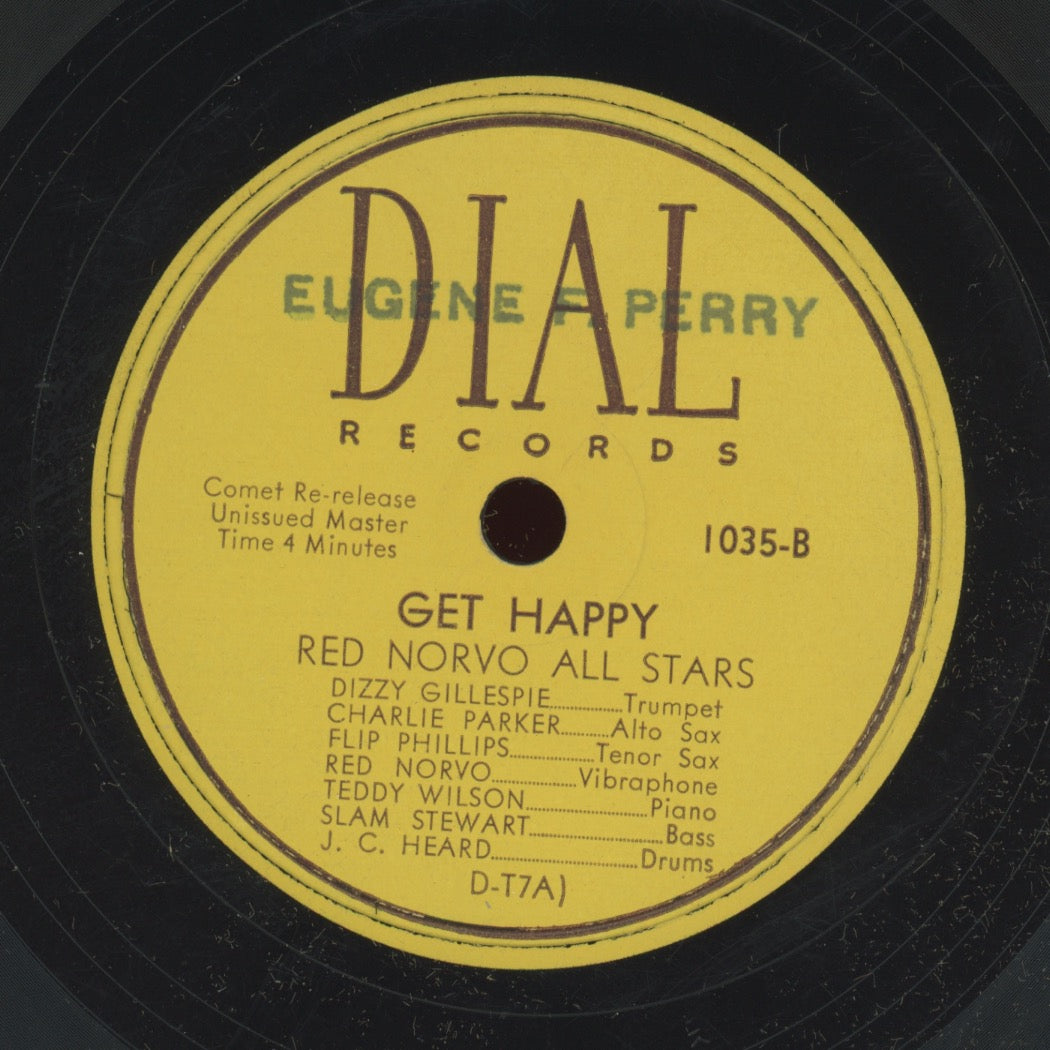 DIAL
EUGENE F. PERRY
RECORDS
Comet Re-release
Unissued Master
Time 4 Minutes
1035-B
GET HAPPY
RED NORVO ALL STARS
DIZZY GILLESPIE..........Trumpet
CHARLIE PARKER..........Alto Sax
FLIP PHILLIPS..........Tenor Sax
RED NORVO..........Vibraphone
TEDDY WILSON..........Piano
SLAM STEWART..........Bass
J. C. HEARD..........Drums
D-T7A)